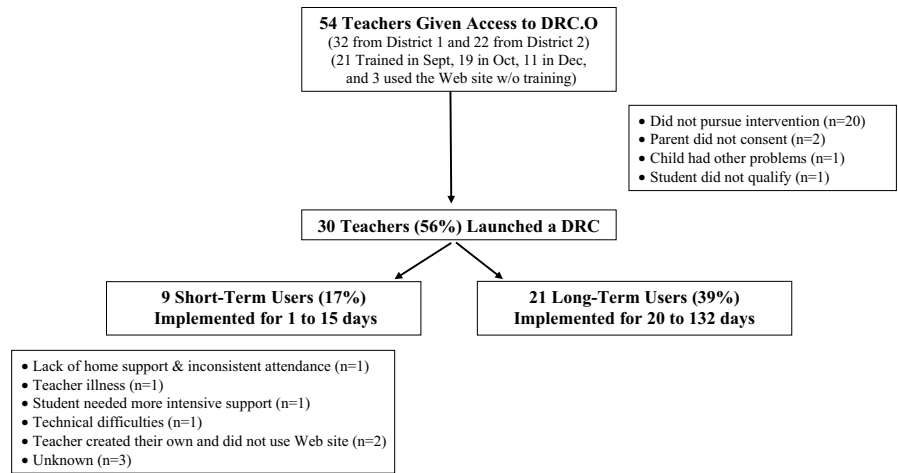 54 Teachers Given Access to DRC.O
(32 from District 1 and 22 from District 2)
(21 Trained in Sept, 19 in Oct, 11 in Dec,
and 3 used the Web site w/o training)
• Did not pursue intervention (n=20)
• Parent did not consent (n=2)
• Child had other problems (n=1)
• Student did not qualify (n=1)
30 Teachers (56%) Launched a DRC
9 Short-Term Users (17%)
Implemented for 1 to 15 days
21 Long-Term Users (39%)
Implemented for 20 to 132 days
• Lack of home support & inconsistent attendance (n=1)
• Teacher illness (n=1)
• Student needed more intensive support (n=1)
• Technical difficulties (n=1)
• Teacher created their own and did not use Web site (n=2)
• Unknown (n=3)